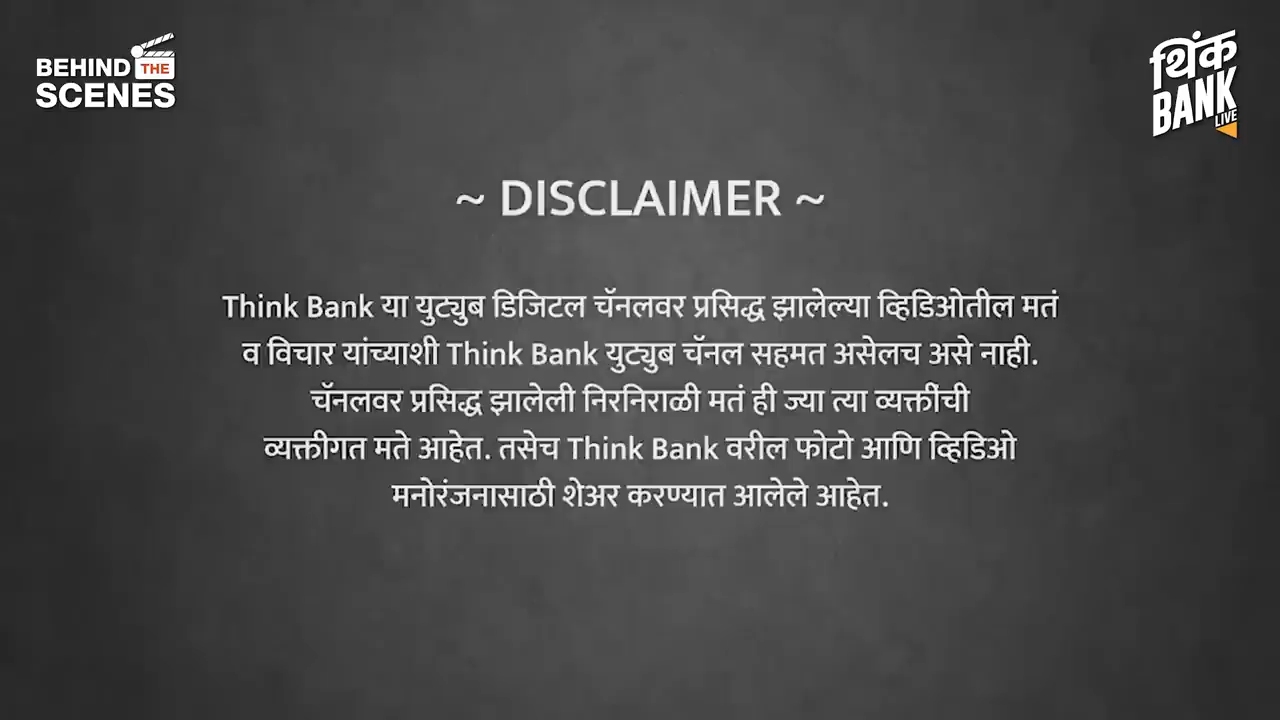 BEHIND THE
SCENES
थिंक
BANK
LIVE
~ DISCLAIMER ~
Think Bank या युट्युब डिजिटल चॅनलवर प्रसिद्ध झालेल्या व्हिडिओतील मतं
व विचार यांच्याशी Think Bank युट्युब चॅनल सहमत असेलच असे नाही.
चॅनलवर प्रसिद्ध झालेली निरनिराळी मतं ही ज्या त्या व्यक्तींची
व्यक्तीगत मते आहेत. तसेच Think Bank वरील फोटो आणि व्हिडिओ
मनोरंजनासाठी शेअर करण्यात आलेले आहेत.